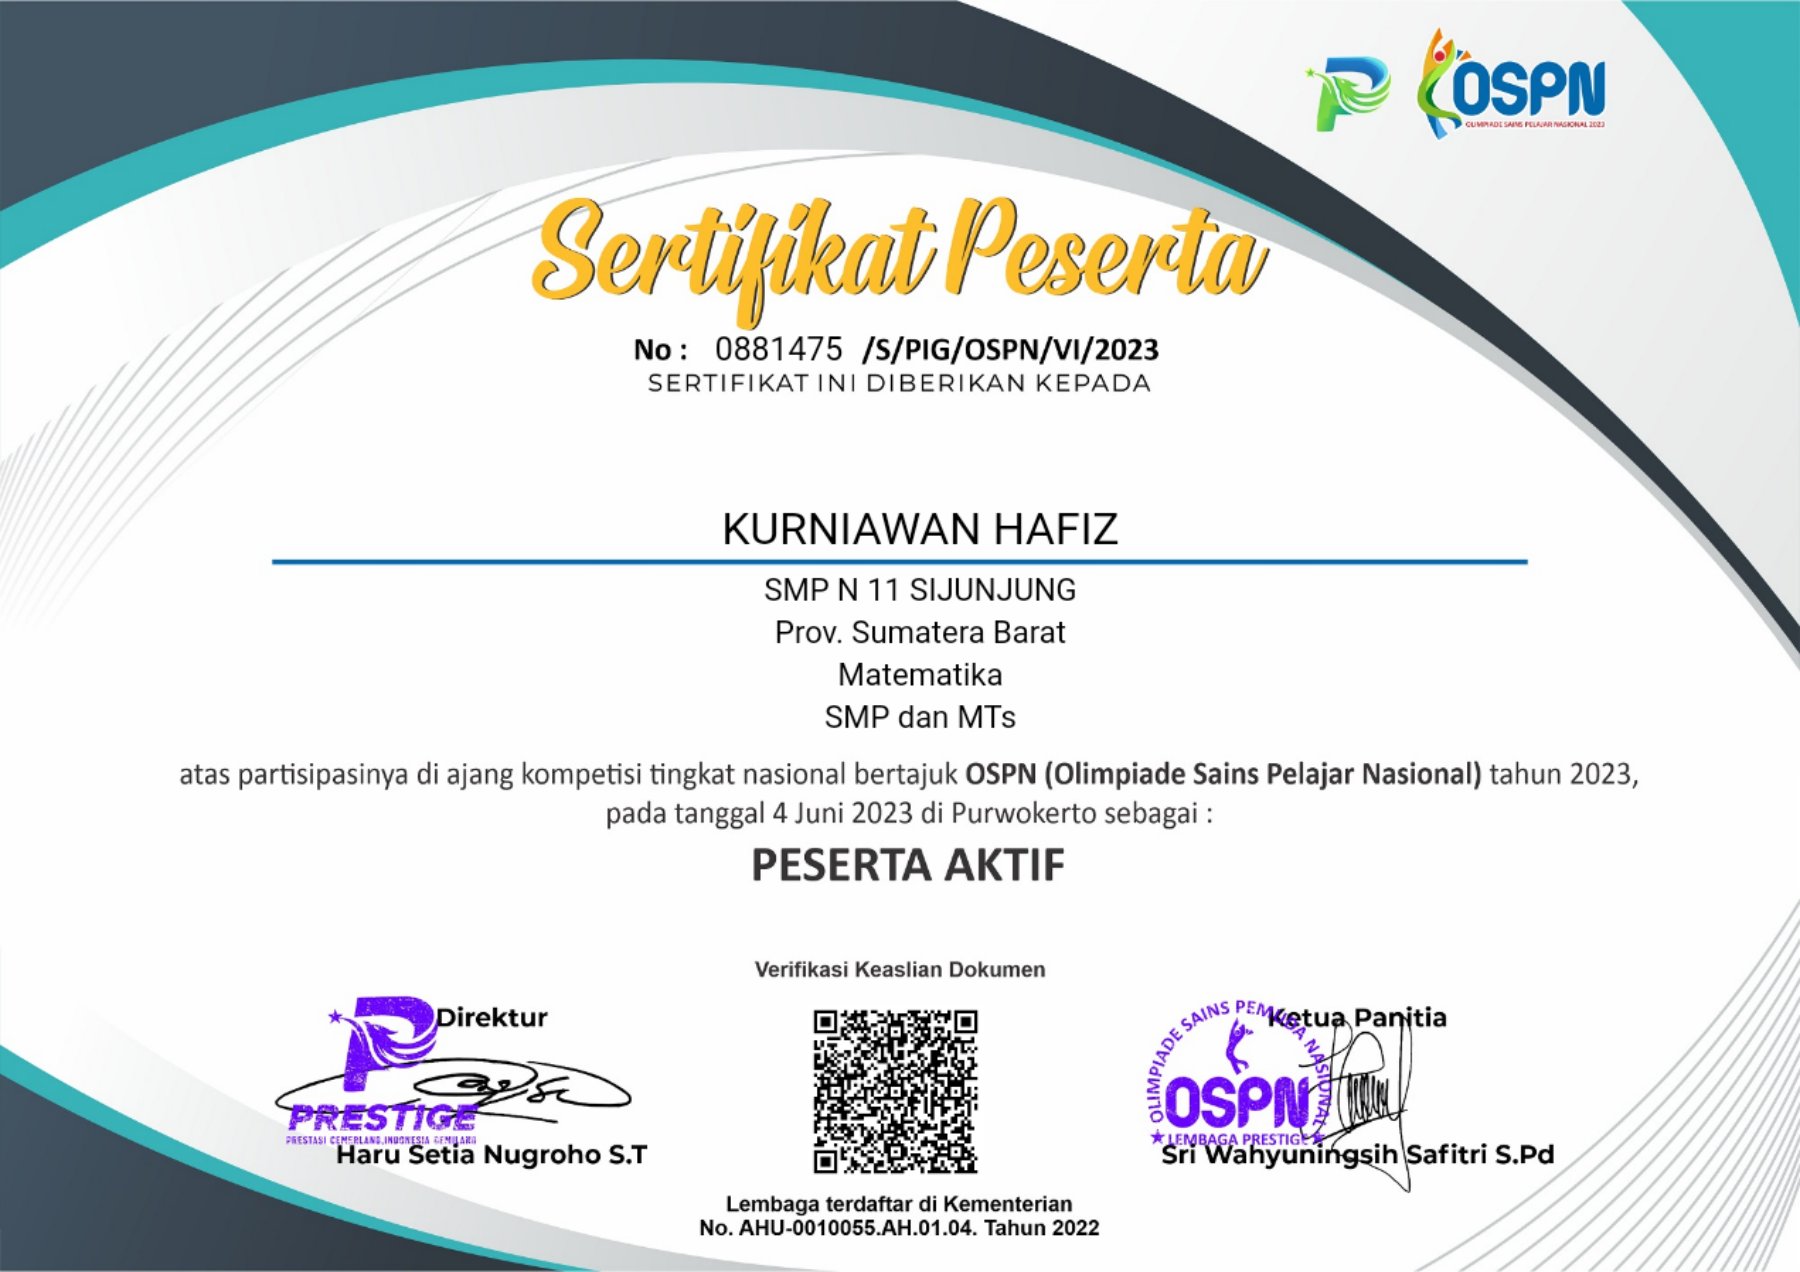 OSPN
OLIMPIADE SAINS PELAJAR NASIONAL 2023
Sertifikat Peserta
No : 0881475 /S/PIG/OSPN/VI/2023
SERTIFIKAT INI DIBERIKAN KEPADA
KURNIAWAN HAFIZ
SMP N 11 SIJUNJUNG
Prov. Sumatera Barat
Matematika
SMP dan MTs
atas partisipasinya di ajang kompetisi tingkat nasional bertajuk OSPN (Olimpiade Sains Pelajar Nasional) tahun 2023,
pada tanggal 4 Juni 2023 di Purwokerto sebagai :
PESERTA AKTIF
Verifikasi Keaslian Dokumen
Direktur
PRESTIGE
PRESTASI CEMERLANG INDONESIA GEMILANG
Haru Setia Nugroho S.T
Ketua Panitia
OLIMPIADE SAINS PEMUDA NASIONAL
OSPN
LEMBAGA PRESTIGE
Sri Wahyuningsih Safitri S.Pd
Lembaga terdaftar di Kementerian
No. AHU-0010055.AH.01.04. Tahun 2022